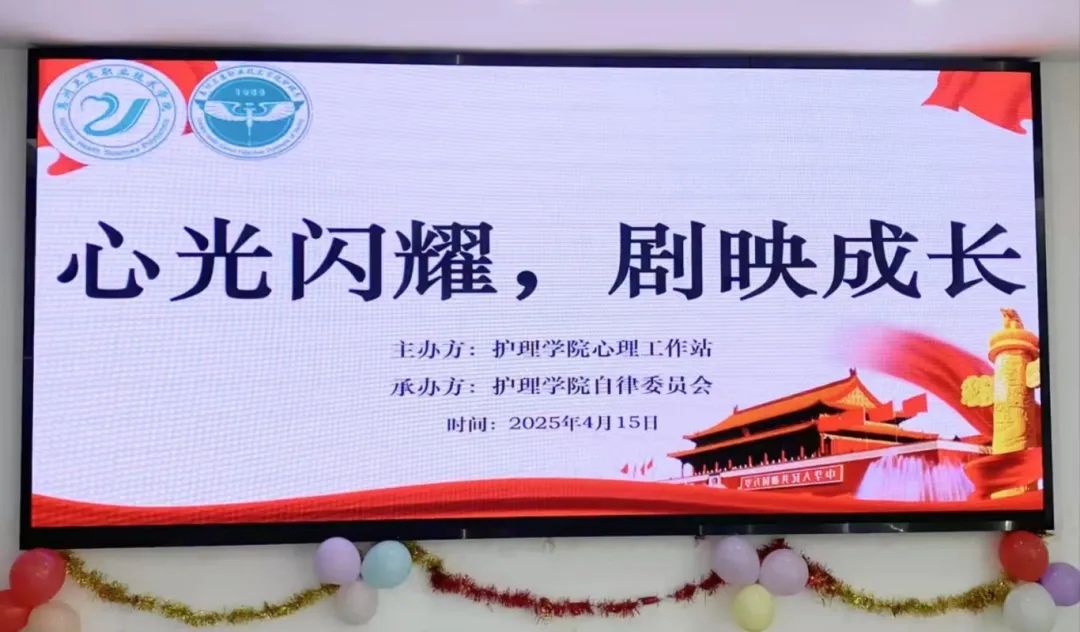 心光闪耀，剧映成长
主办方：护理学院心理工作站
承办方：护理学院自律委员会
时间：2025年4月15日